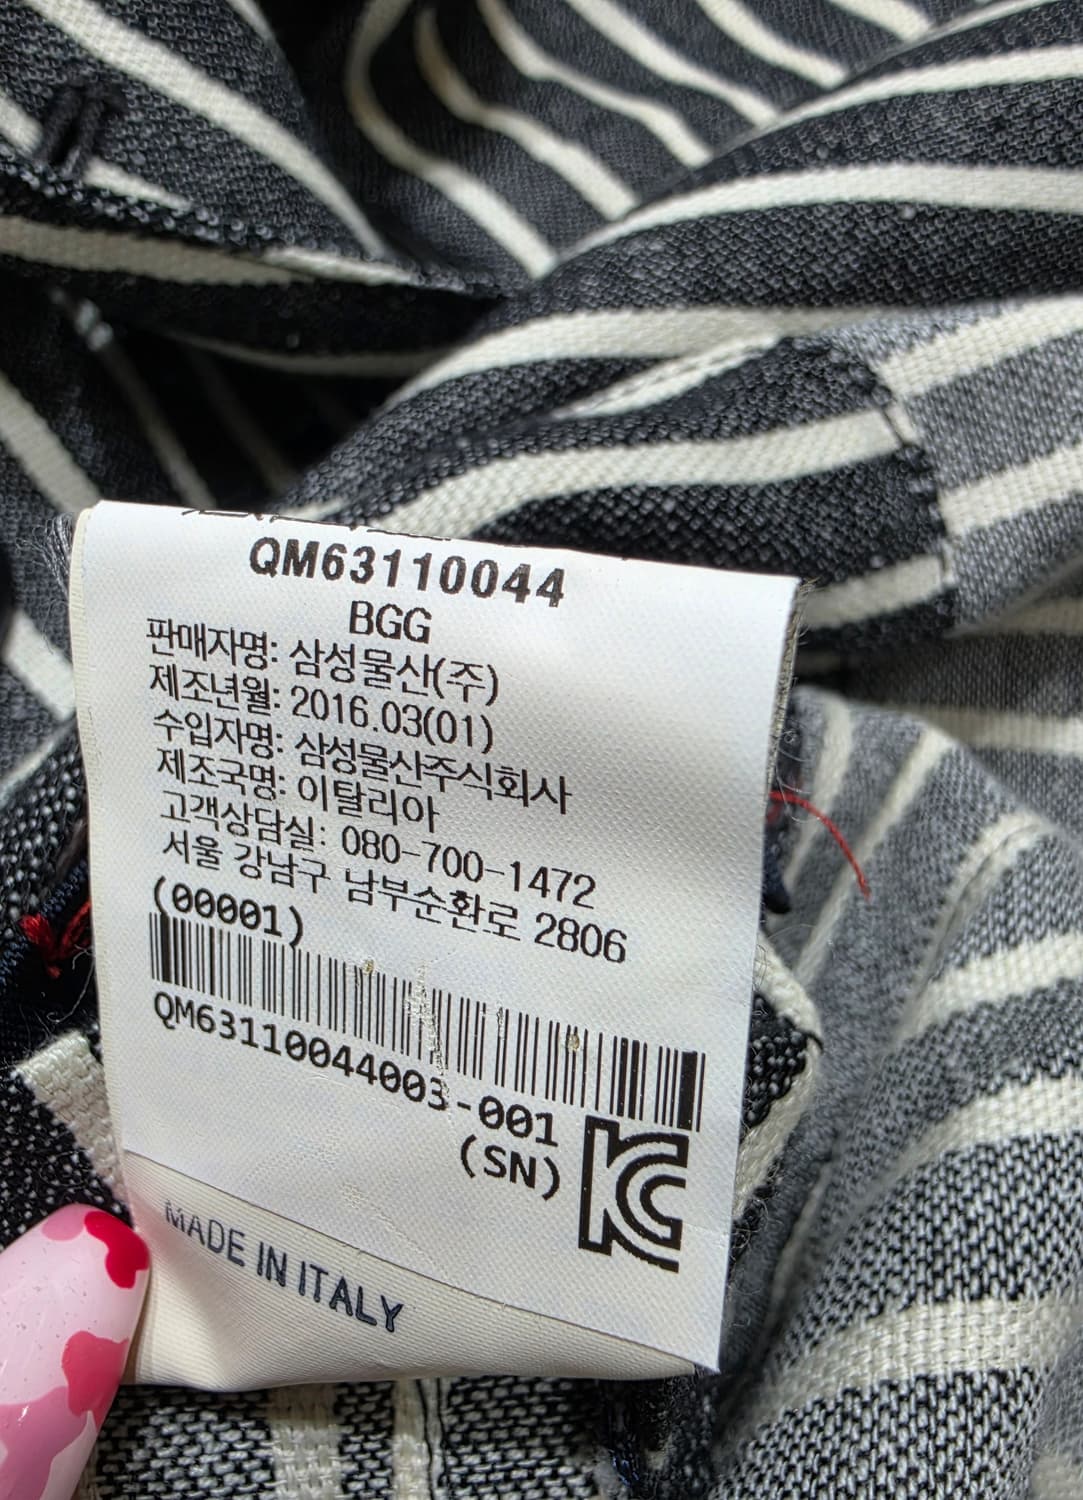 QM63110044
BGG
판매자명: 삼성물산(주)
제조년월: 2016.03(01)
수입자명: 삼성물산주식회사
제조국명: 이탈리아
고객상담실: 080-700-1472
서울 강남구 남부순환로 2806
(00001)
QM63110044003-001
(SN)
KC
MADE IN ITALY